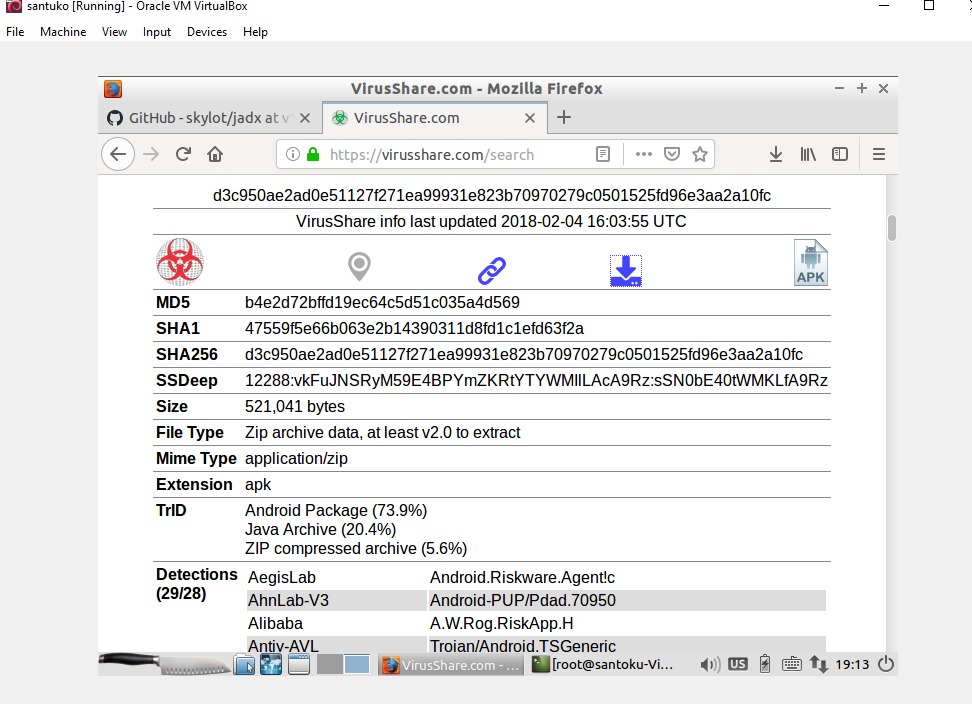 santuko [Running] - Oracle VM VirtualBox
File Machine View Input Devices Help
VirusShare.com - Mozilla Firefox
GitHub - skylot/jadx at v
VirusShare.com
https://virusshare.com/search
d3c950ae2ad0e51127f271ea99931e823b70970279c0501525fd96e3aa2a10fc
VirusShare info last updated 2018-02-04 16:03:55 UTC
APK
MD5 b4e2d72bffd19ec64c5d51c035a4d569
SHA1 47559f5e66b063e2b14390311d8fd1c1efd63f2a
SHA256 d3c950ae2ad0e51127f271ea99931e823b70970279c0501525fd96e3aa2a10fc
SSDeep 12288:vkFuJNSRyM59E4BPYmZKRtYTYWMIlLAcA9Rz:sSN0bE40tWMKLfA9Rz
Size 521,041 bytes
File Type Zip archive data, at least v2.0 to extract
Mime Type application/zip
Extension apk
TrID Android Package (73.9%)
Java Archive (20.4%)
ZIP compressed archive (5.6%)
Detections (29/28) AegisLab Android.Riskware.Agent!c
AhnLab-V3 Android-PUP/Pdad.70950
Alibaba A.W.Rog.RiskApp.H
Antiy-AVL Trojan/Android.TSGeneric
VirusShare.com - ...
[root@santoku-Vi...
US
19:13